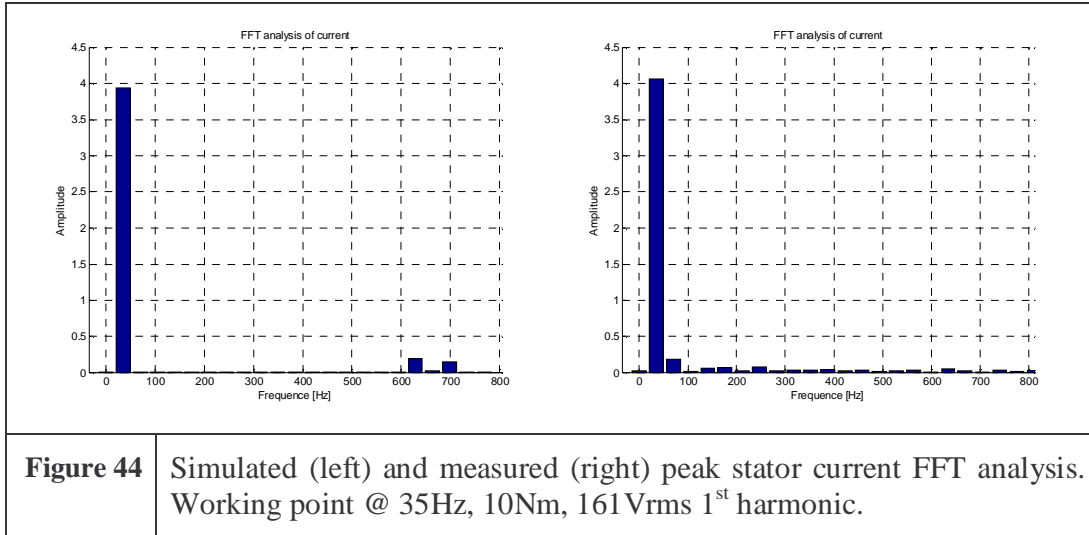 FFT analysis of current
4.5
4
3.5
3
2.5
2
1.5
1
0.5
0
Amplitude
0 100 200 300 400 500 600 700 800
Frequence [Hz]
FFT analysis of current
4.5
4
3.5
3
2.5
2
1.5
1
0.5
0
Amplitude
0 100 200 300 400 500 600 700 800
Frequence [Hz]
Figure 44
Simulated (left) and measured (right) peak stator current FFT analysis.
Working point @ 35Hz, 10Nm, 161Vrms 1st harmonic.